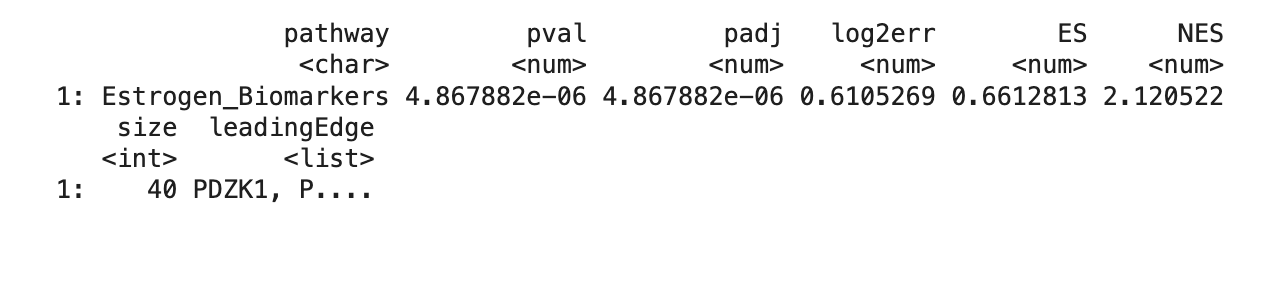 pathway pval padj log2err ES NES
<char> <num> <num> <num> <num> <num>
1: Estrogen_Biomarkers 4.867882e-06 4.867882e-06 0.6105269 0.6612813 2.120522
size leadingEdge
<int> <list>
1: 40 PDZK1, P....